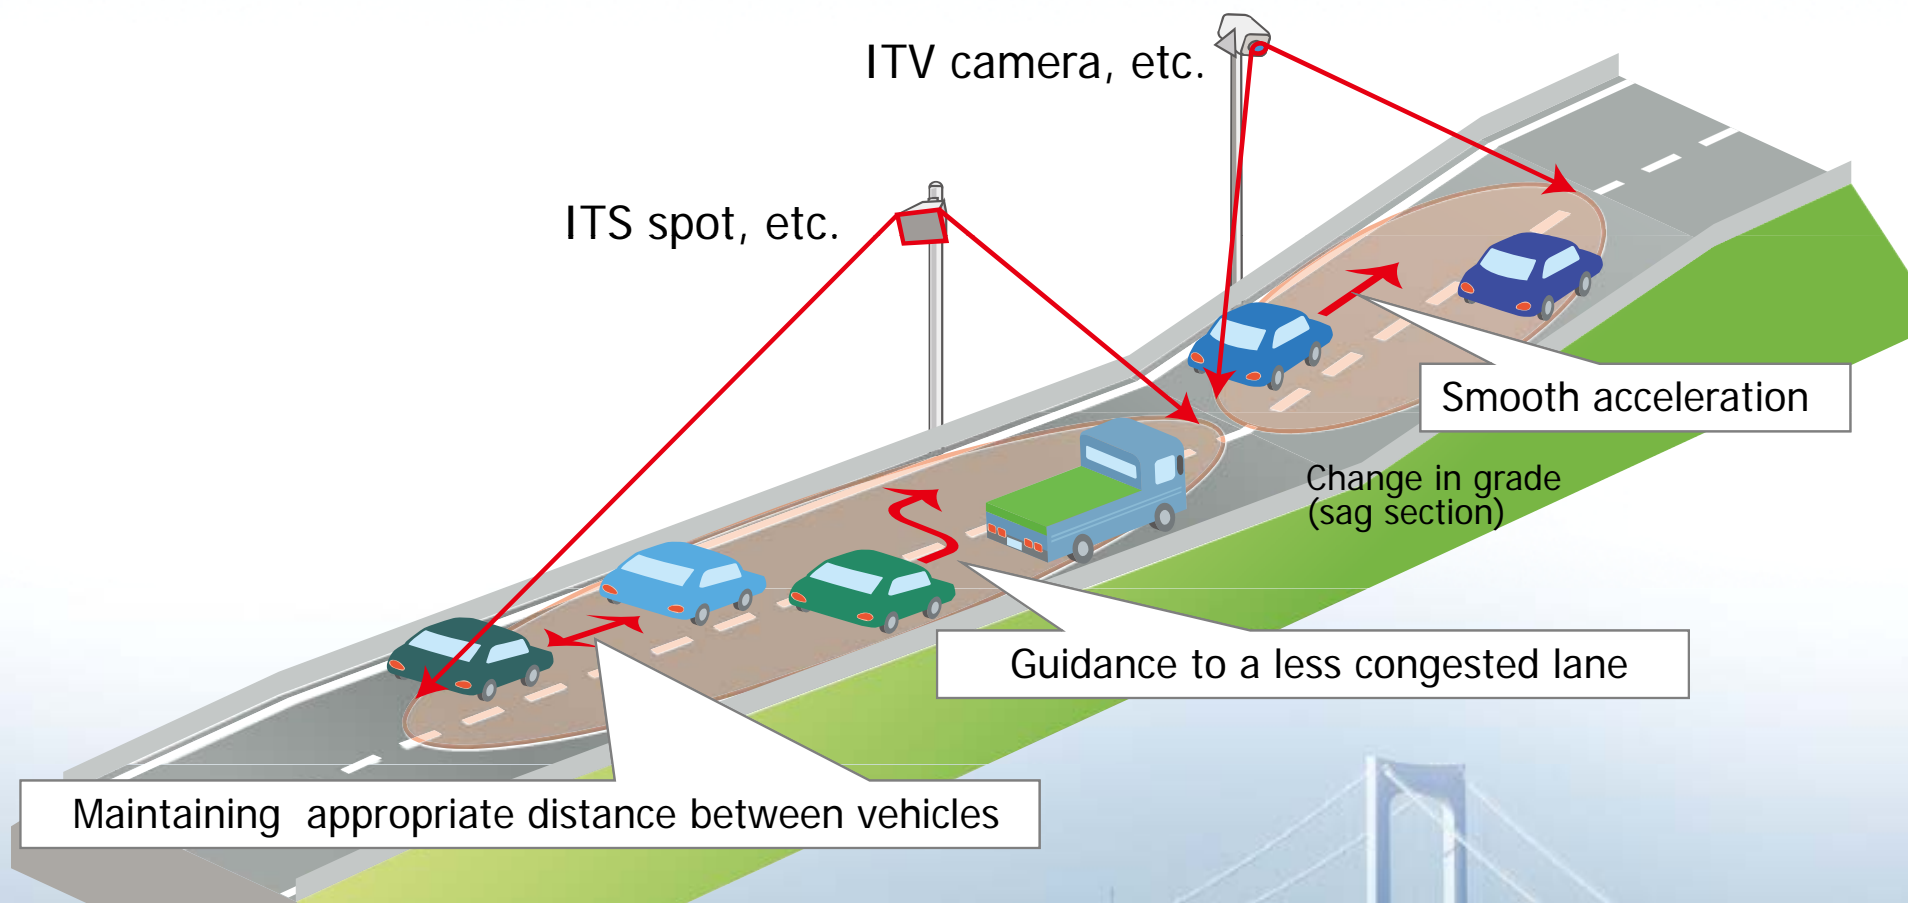 ITV camera, etc.
ITS spot, etc.
Smooth acceleration
Change in grade
(sag section)
Guidance to a less congested lane
Maintaining appropriate distance between vehicles